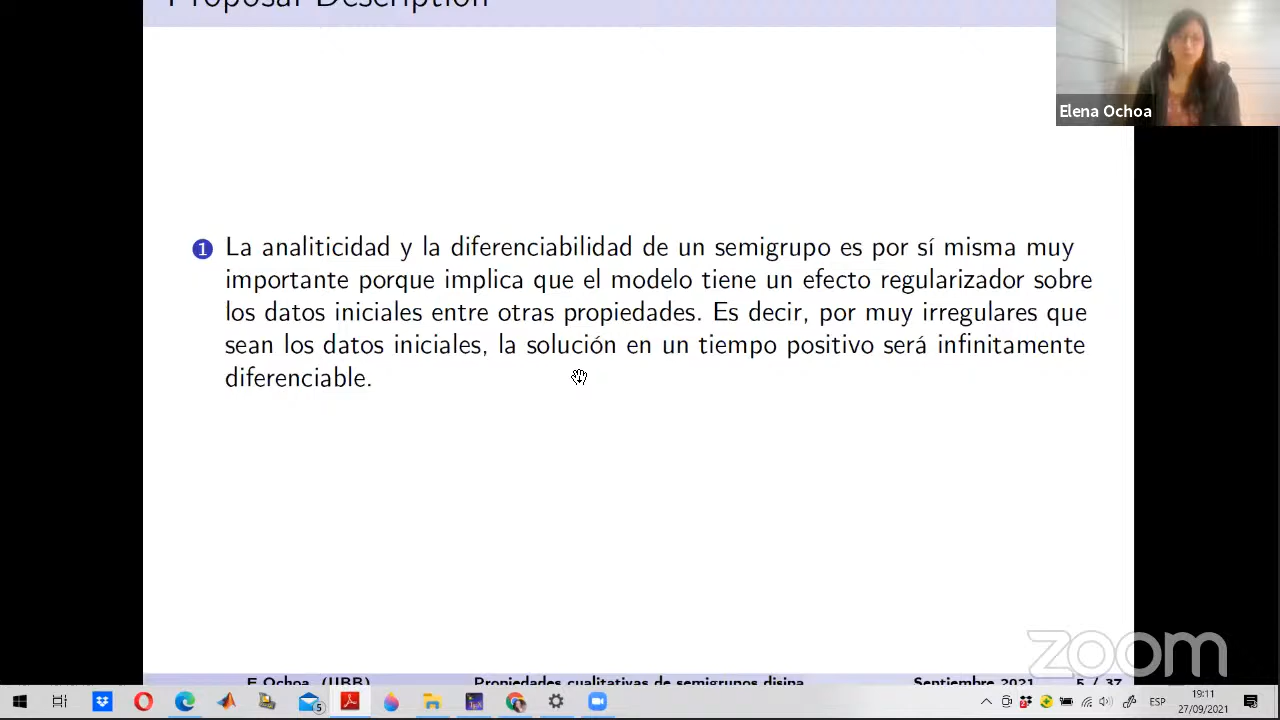 Proposal Description
Elena Ochoa
1 La analiticidad y la diferenciabilidad de un semigrupo es por sí misma muy
importante porque implica que el modelo tiene un efecto regularizador sobre
los datos iniciales entre otras propiedades. Es decir, por muy irregulares que
sean los datos iniciales, la solución en un tiempo positivo será infinitamente
diferenciable.
zoom
E.Ochoa (UBB) Propiedades cualitativas de semigrupos disipa Septiembre 2021 5 / 37
5 ESP 19:11
27/09/2021